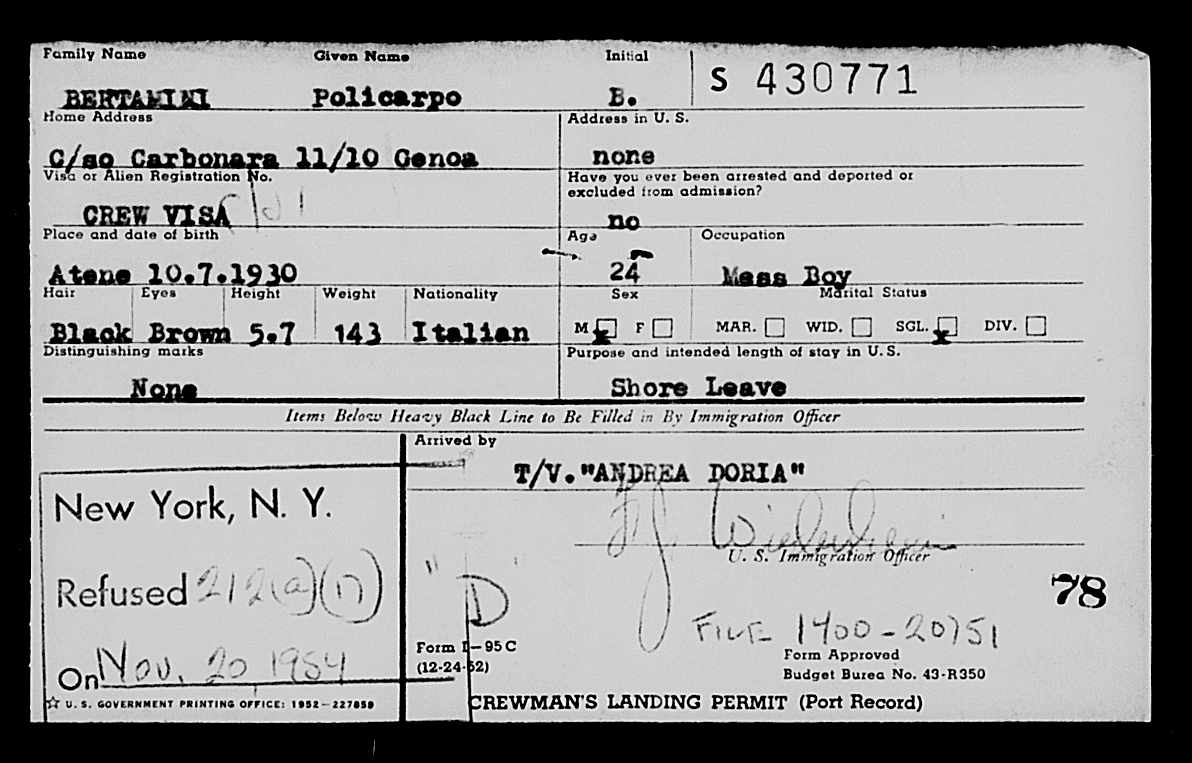 Family Name Given Name Initial S 430771
BERTAMINI Policarpo B.
Home Address Address in U. S.
C/so Carbonara 11/10 Genoa none
Visa or Alien Registration No. Have you ever been arrested and deported or
excluded from admission?
CREW VISA no
Place and date of birth Age Occupation
Atene 10.7.1930 24 Mess Boy
Hair Eyes Height Weight Nationality Sex Marital Status
Black Brown 5.7 143 Italian M F MAR. WID. SGL. DIV.
Distinguishing marks Purpose and intended length of stay in U. S.
None Shore Leave
Items Below Heavy Black Line to Be Filled in By Immigration Officer
Arrived by
T/V."ANDREA DORIA"
New York, N. Y.
U. S. Immigration Officer
Refused 212(a)(17)
"D"
78
FILE 1400-20751
On Nov. 20, 1954
Form I-95C
(12-24-52)
Form Approved
Budget Bureau No. 43-R350
☆ U. S. GOVERNMENT PRINTING OFFICE: 1952-227858
CREWMAN'S LANDING PERMIT (Port Record)